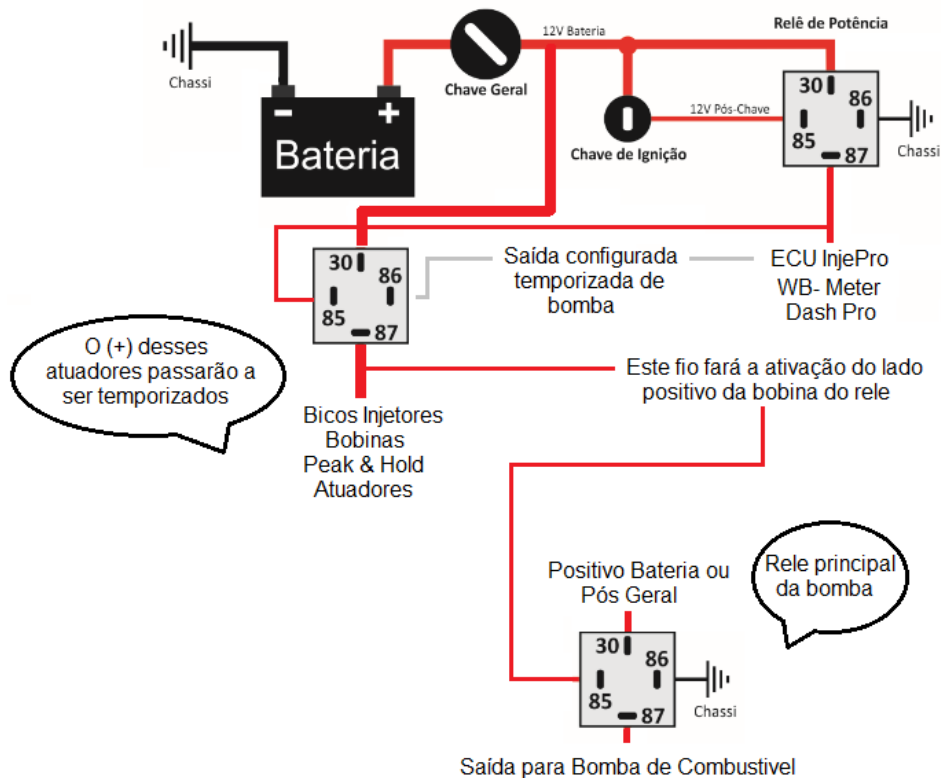 Chassi
-
+
Bateria
Chave Geral
12V Bateria
Chave de Ignição
12V Pós-Chave
Relê de Potência
30
86
85
87
Chassi
30
86
85
87
Saída configurada
temporizada de
bomba
ECU InjePro
WB- Meter
Dash Pro
O (+) desses
atuadores passarão a
ser temporizados
Bicos Injetores
Bobinas
Peak & Hold
Atuadores
Este fio fará a ativação do lado
positivo da bobina do rele
Positivo Bateria ou
Pós Geral
Rele principal
da bomba
30
86
85
87
Chassi
Saída para Bomba de Combustivel